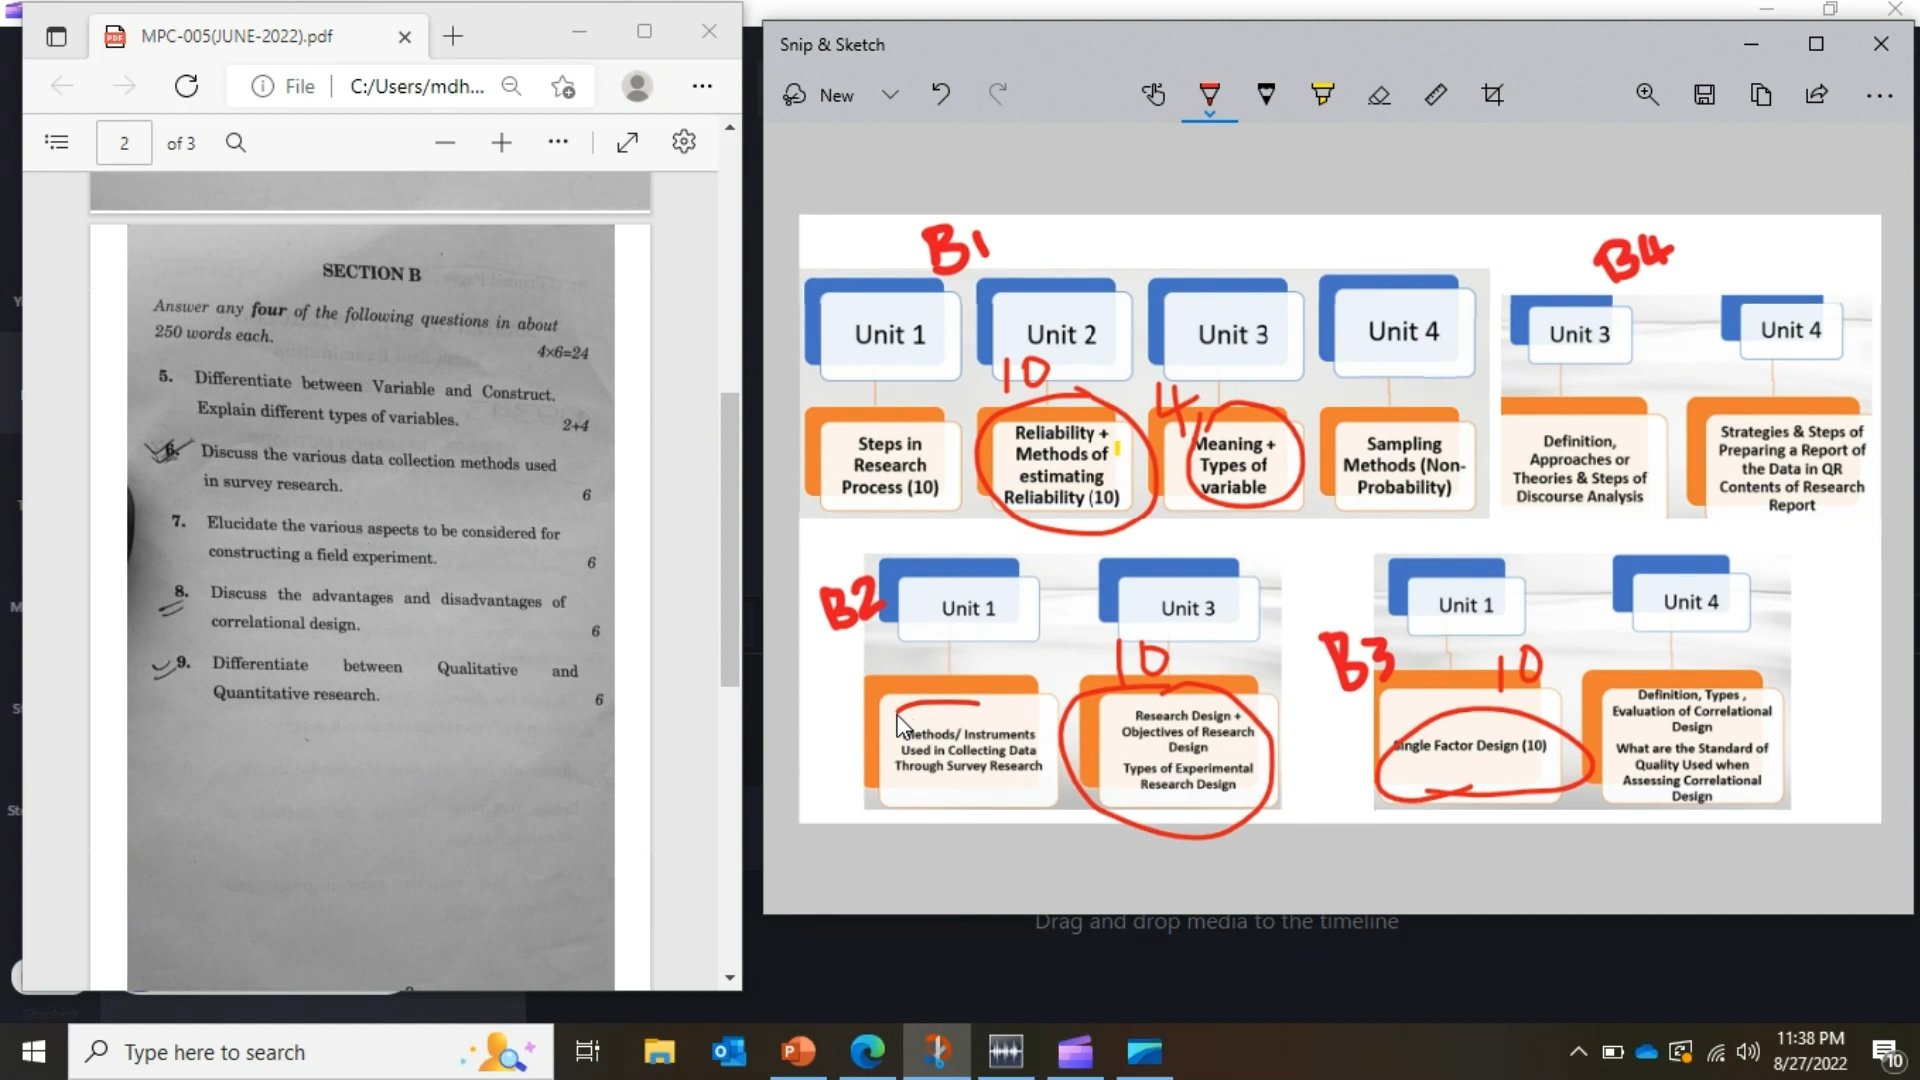 MPC-005(JUNE-2022).pdf
File
C:/Users/mdh...
2
of 3
SECTION B
Answer any four of the following questions in about
250 words each.
4×6=24
5. Differentiate between Variable and Construct.
Explain different types of variables.
2+4
6. Discuss the various data collection methods used
in survey research.
6
7. Elucidate the various aspects to be considered for
constructing a field experiment.
6
8. Discuss the advantages and disadvantages of
correlational design.
6
9. Differentiate between Qualitative and
Quantitative research.
6
Snip & Sketch
New
B1
B4
Unit 1
Unit 2
Unit 3
Unit 4
Unit 3
Unit 4
10
4
Steps in
Research
Process (10)
Reliability +
Methods of
estimating
Reliability (10)
Meaning +
Types of
variable
Sampling
Methods (Non-
Probability)
Definition,
Approaches or
Theories & Steps of
Discourse Analysis
Strategies & Steps of
Preparing a Report of
the Data in QR
Contents of Research
Report
B2
Unit 1
Unit 3
10
Methods/ Instruments
Used in Collecting Data
Through Survey Research
Research Design +
Objectives of Research
Design
Types of Experimental
Research Design
B3
Unit 1
Unit 4
10
Single Factor Design (10)
Definition, Types ,
Evaluation of Correlational
Design
What are the Standard of
Quality Used when
Assessing Correlational
Design
Drag and drop media to the timeline
Type here to search
11:38 PM
8/27/2022
10